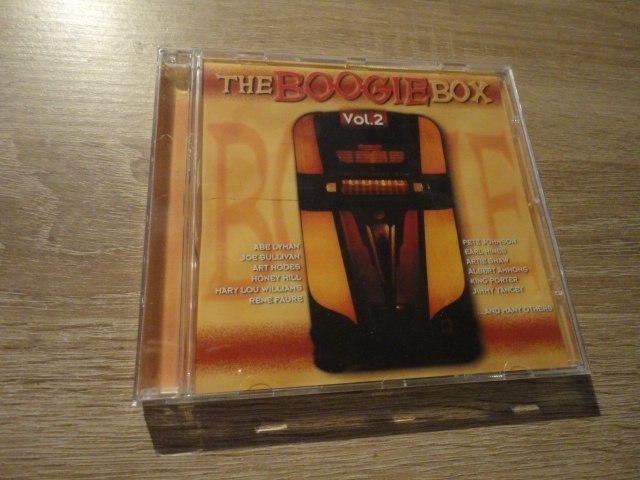 THE BOOGIE BOX
Vol.2
BOOGIE
ABE LYMAN
JOE SULLIVAN
ART HODES
HONEY HILL
MARY LOU WILLIAMS
RENE FAURE
PETE JOHNSON
EARL HINES
ARTIE SHAW
ALBERT AMMONS
KING PORTER
JIMMY YANCEY
...AND MANY OTHERS